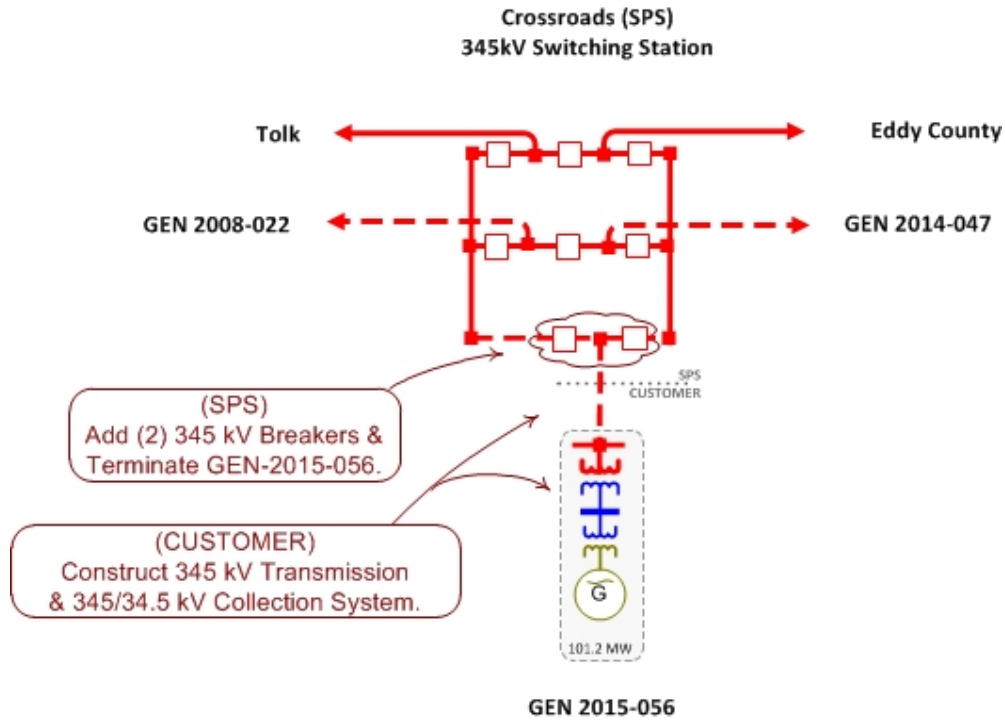 Crossroads (SPS)
345kV Switching Station
Tolk
Eddy County
GEN 2008-022
GEN 2014-047
SPS
CUSTOMER
(SPS)
Add (2) 345 kV Breakers &
Terminate GEN-2015-056.
(CUSTOMER)
Construct 345 kV Transmission
& 345/34.5 kV Collection System.
G
101.2 MW
GEN 2015-056